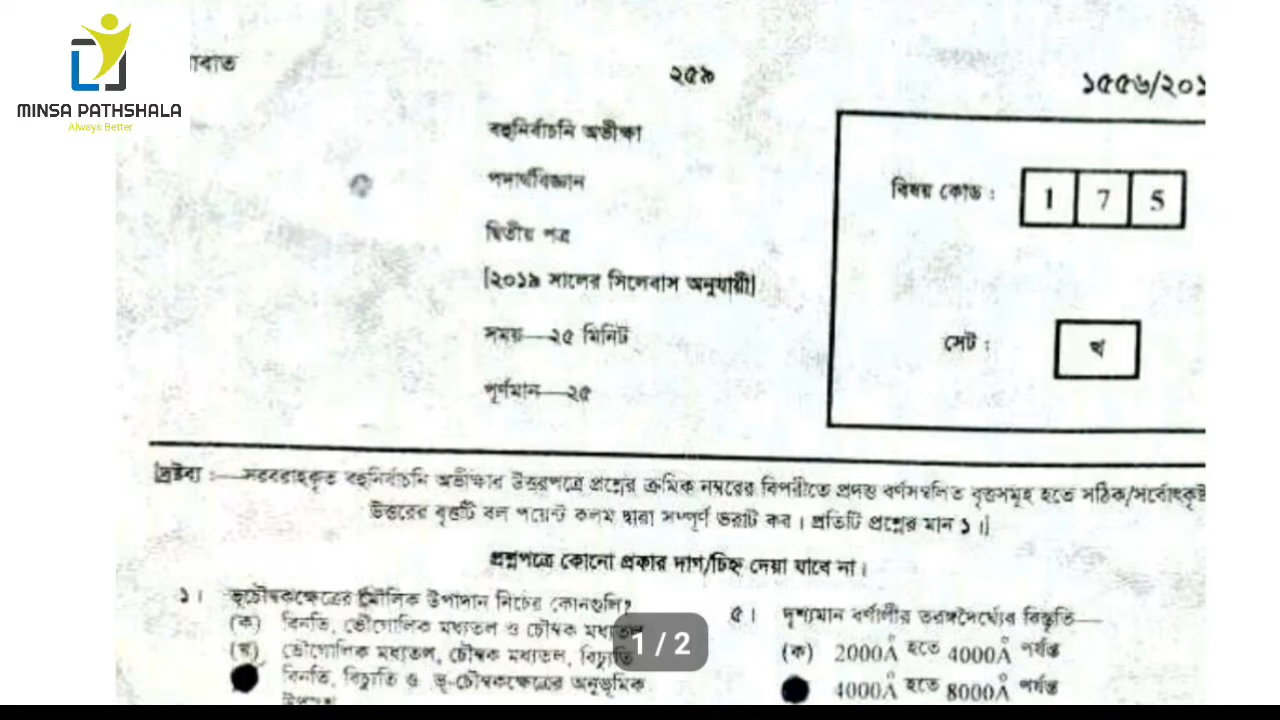 MINSA PATHSHALA
Always Better
াবাত
২৫৯
১৫৫৬/২০১
বহুনির্বাচনি অভীক্ষা
পদার্থবিজ্ঞান
দ্বিতীয় পত্র
[২০১৯ সালের সিলেবাস অনুযায়ী]
সময়—২৫ মিনিট
পূর্ণমান—২৫
বিষয় কোড : 1 7 5
সেট : খ
[দ্রষ্টব্য :—সরবরাহকৃত বহুনির্বাচনি অভীক্ষার উত্তরপত্রে প্রশ্নের ক্রমিক নম্বরের বিপরীতে প্রদত্ত বর্ণসম্বলিত বৃত্তসমূহ হতে সঠিক/সর্বোৎকৃষ্ট
উত্তরের বৃত্তটি বল পয়েন্ট কলম দ্বারা সম্পূর্ণ ভরাট কর। প্রতিটি প্রশ্নের মান ১।]
প্রশ্নপত্রে কোনো প্রকার দাগ/চিহ্ন দেয়া যাবে না।
১। ভূচৌম্বকক্ষেত্রের মৌলিক উপাদান নিচের কোনগুলি?
(ক) বিনতি, ভৌগোলিক মধ্যতল ও চৌম্বক মধ্যতল
(খ) ভৌগোলিক মধ্যতল, চৌম্বক মধ্যতল, বিচ্যুতি
বিনতি, বিচ্যুতি ও ভূ-চৌম্বকক্ষেত্রের অনুভূমিক
1 / 2
৫। দৃশ্যমান বর্ণালীর তরঙ্গদৈর্ঘ্যের বিস্তৃতি—
(ক) 2000Å হতে 4000Å পর্যন্ত
4000Å হতে 8000Å পর্যন্ত